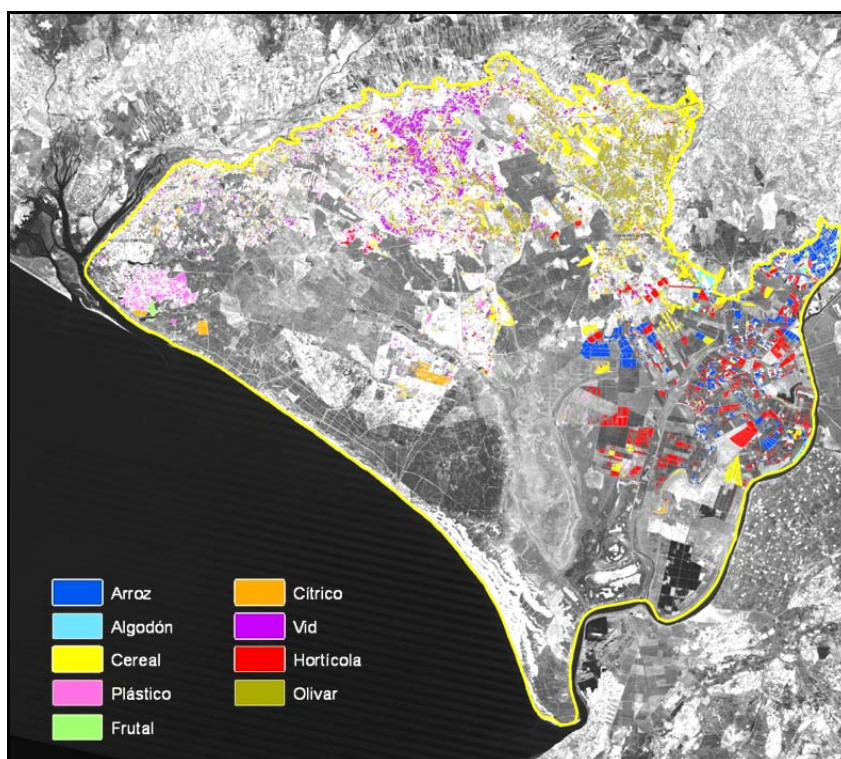 Arroz
Algodón
Cereal
Plástico
Frutal
Cítrico
Vid
Hortícola
Olivar